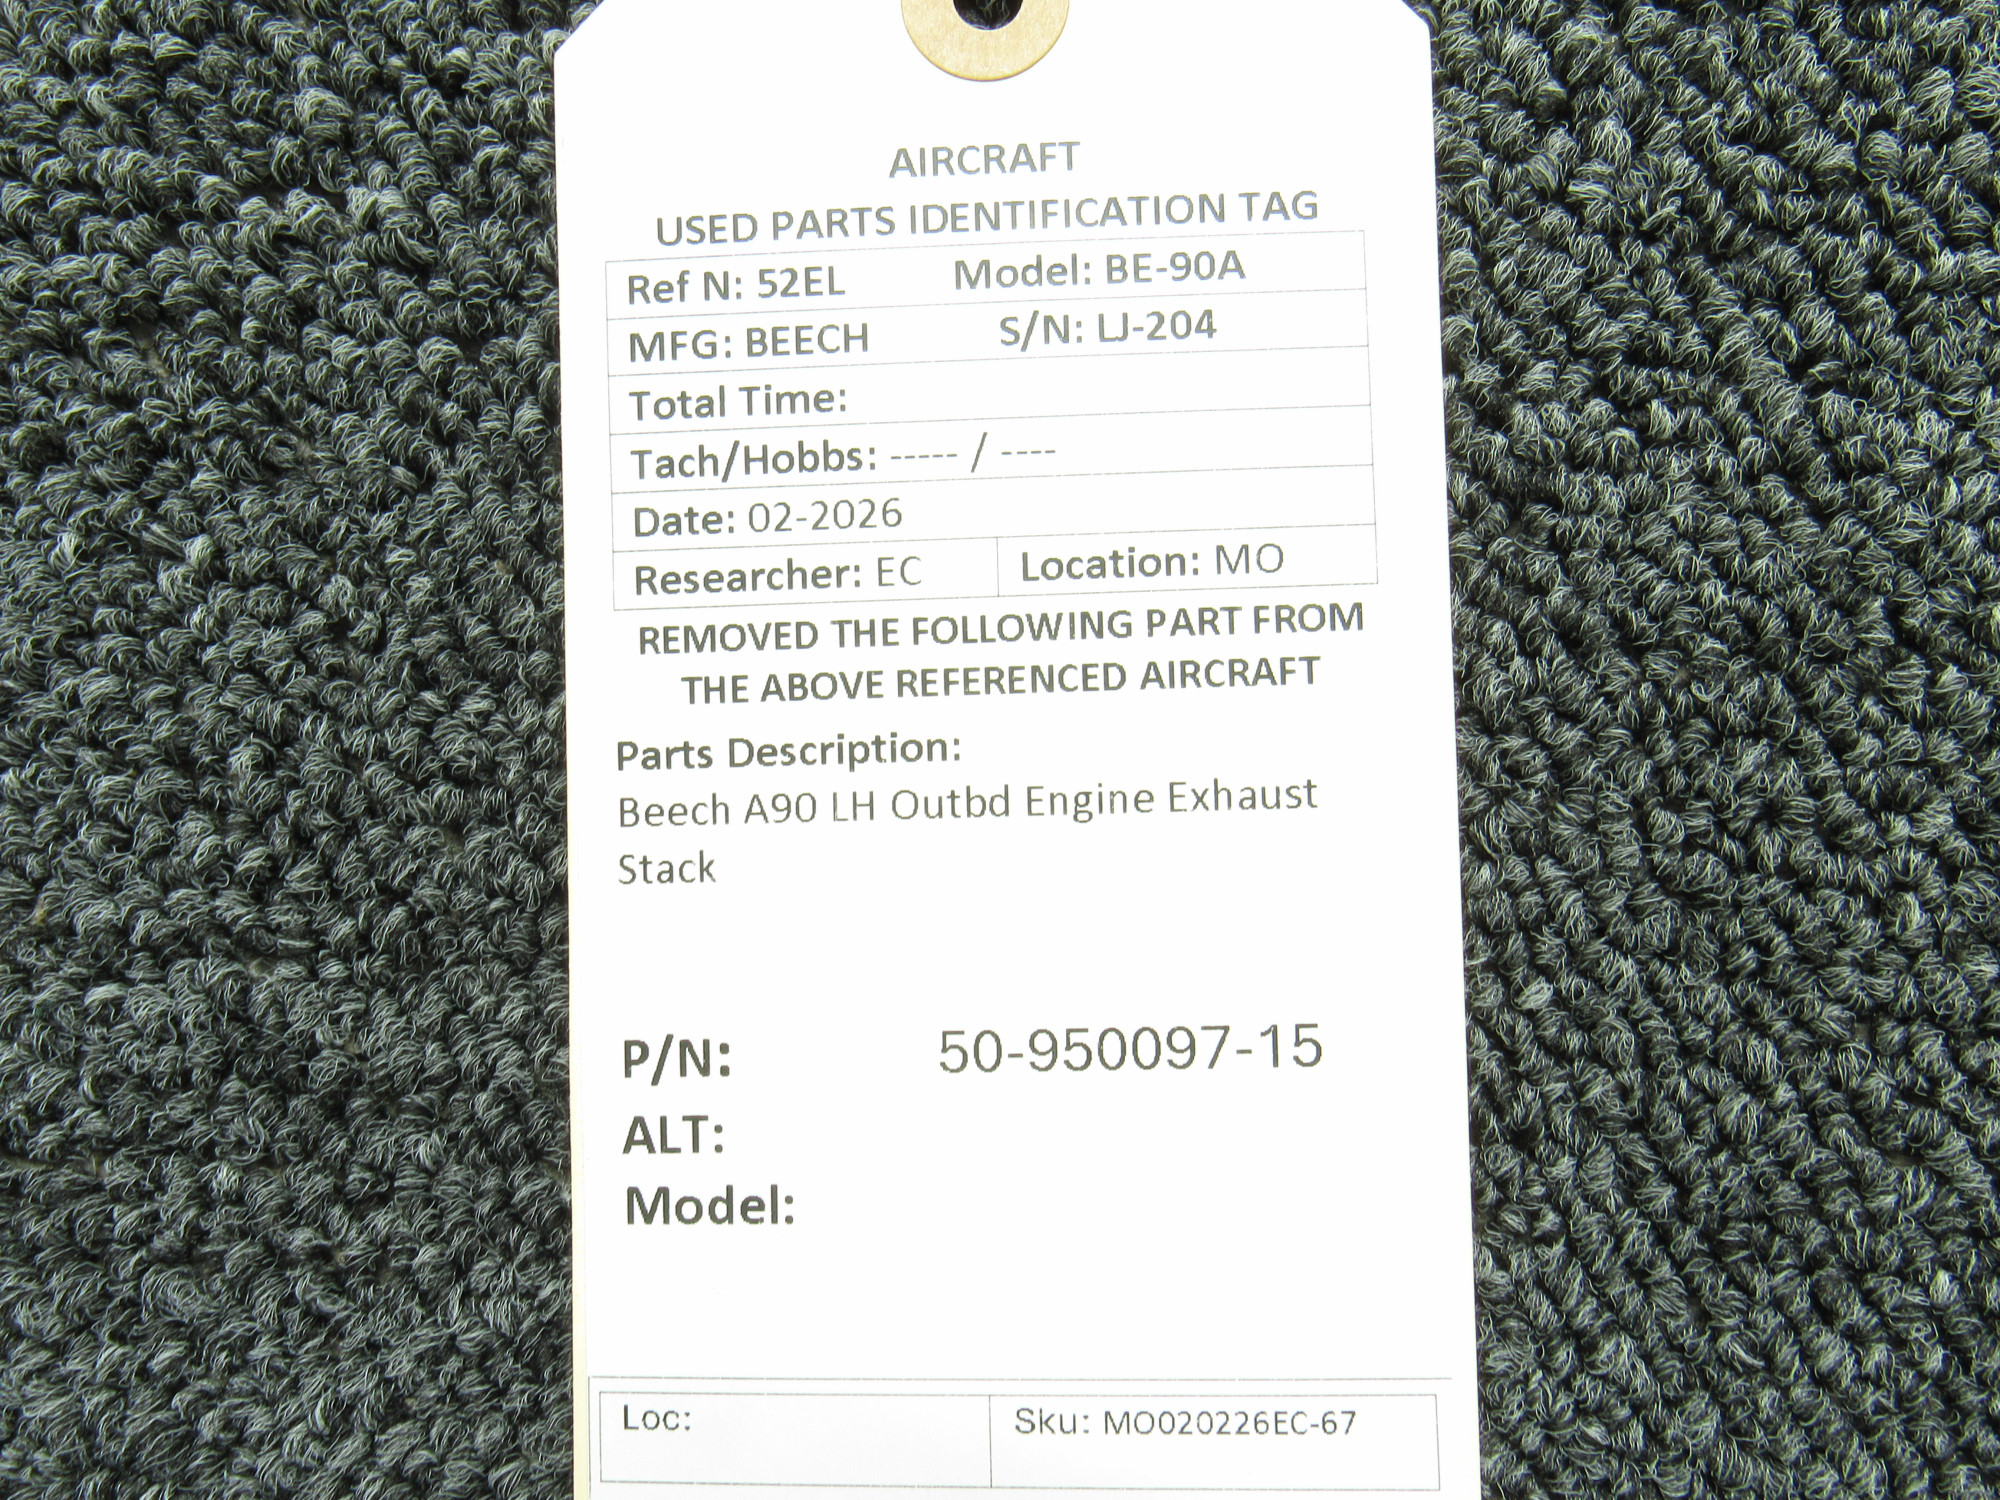 AIRCRAFT
USED PARTS IDENTIFICATION TAG
Ref N: 52EL Model: BE-90A
MFG: BEECH S/N: LJ-204
Total Time:
Tach/Hobbs: ----- / ----
Date: 02-2026
Researcher: EC Location: MO
REMOVED THE FOLLOWING PART FROM
THE ABOVE REFERENCED AIRCRAFT
Parts Description:
Beech A90 LH Outbd Engine Exhaust
Stack
P/N: 50-950097-15
ALT:
Model:
Loc: Sku: MO020226EC-67